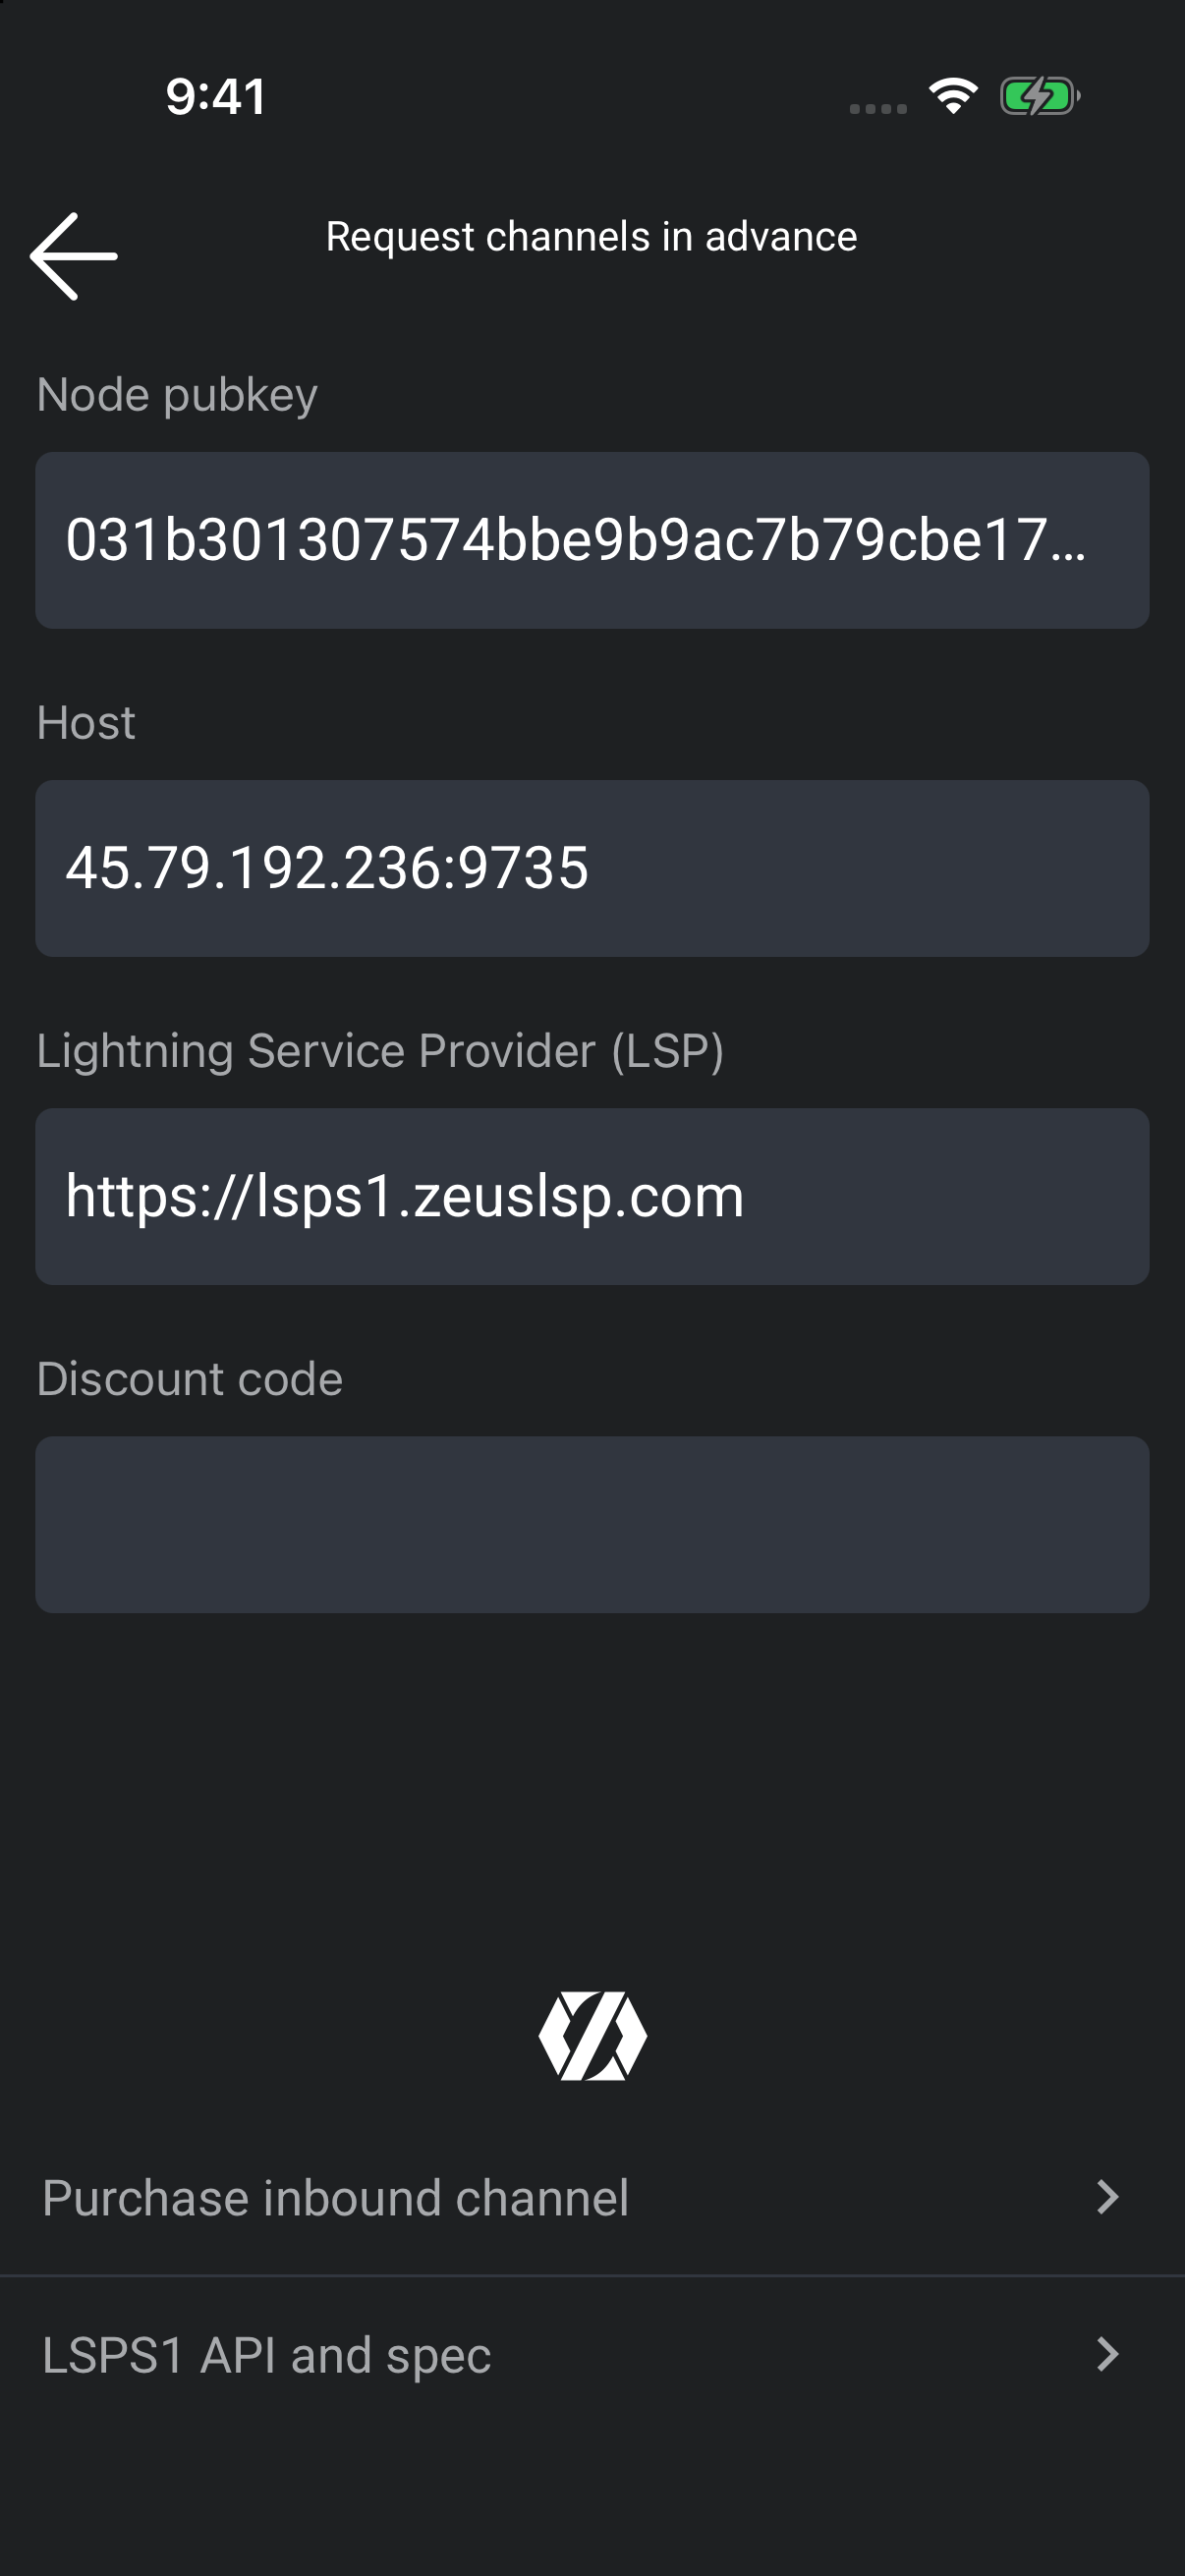 9:41
Request channels in advance
Node pubkey
031b301307574bbe9b9ac7b79cbe17...
Host
45.79.192.236:9735
Lightning Service Provider (LSP)
https://lsps1.zeuslsp.com
Discount code
Purchase inbound channel
LSPS1 API and spec